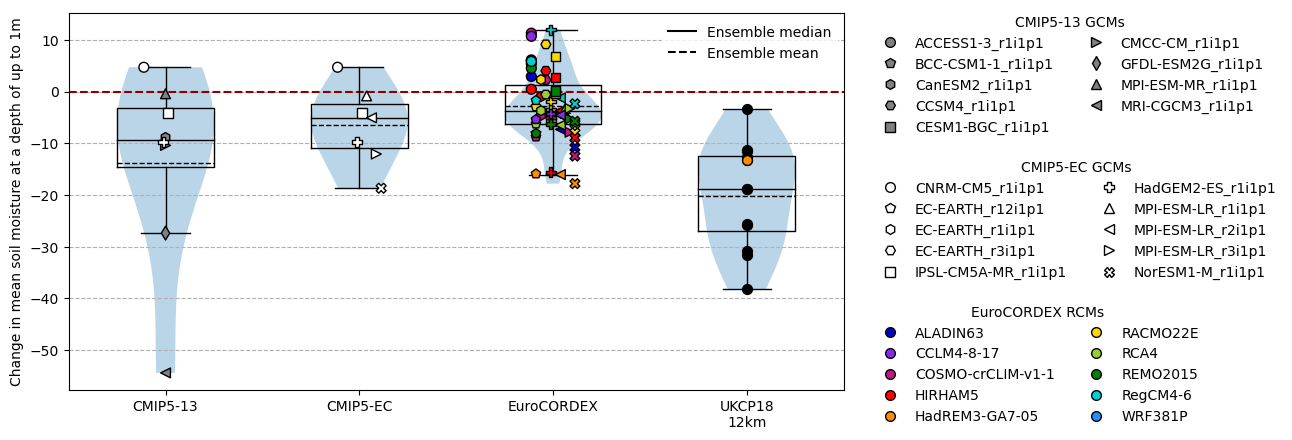 Change in mean soil moisture at a depth of up to 1m
10
0
−10
−20
−30
−40
−50
CMIP5-13
CMIP5-EC
EuroCORDEX
UKCP18
12km
Ensemble median
Ensemble mean
CMIP5-13 GCMs
ACCESS1-3_r1i1p1
BCC-CSM1-1_r1i1p1
CanESM2_r1i1p1
CCSM4_r1i1p1
CESM1-BGC_r1i1p1
CMCC-CM_r1i1p1
GFDL-ESM2G_r1i1p1
MPI-ESM-MR_r1i1p1
MRI-CGCM3_r1i1p1
CMIP5-EC GCMs
CNRM-CM5_r1i1p1
EC-EARTH_r12i1p1
EC-EARTH_r1i1p1
EC-EARTH_r3i1p1
IPSL-CM5A-MR_r1i1p1
HadGEM2-ES_r1i1p1
MPI-ESM-LR_r1i1p1
MPI-ESM-LR_r2i1p1
MPI-ESM-LR_r3i1p1
NorESM1-M_r1i1p1
EuroCORDEX RCMs
ALADIN63
CCLM4-8-17
COSMO-crCLIM-v1-1
HIRHAM5
HadREM3-GA7-05
RACMO22E
RCA4
REMO2015
RegCM4-6
WRF381P